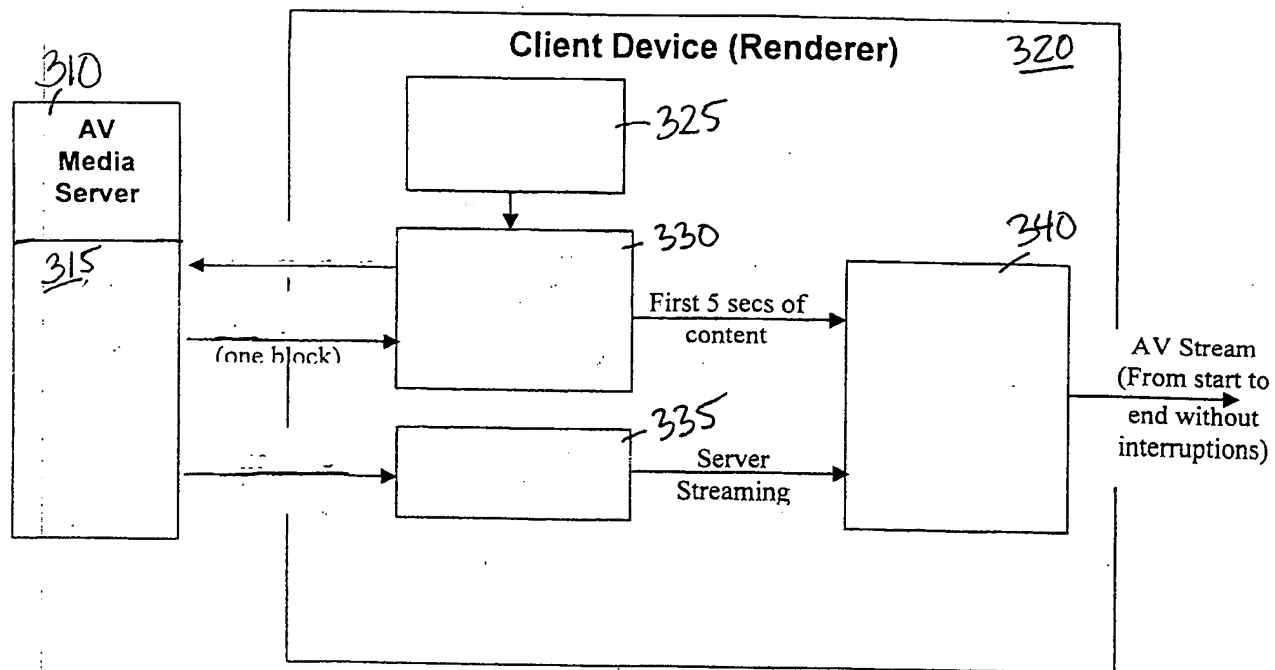 Client Device (Renderer)
320
310
AV
Media
Server
325
315
330
340
First 5 secs of
content
(one block)
AV Stream
(From start to
end without
interruptions)
335
Server
Streaming